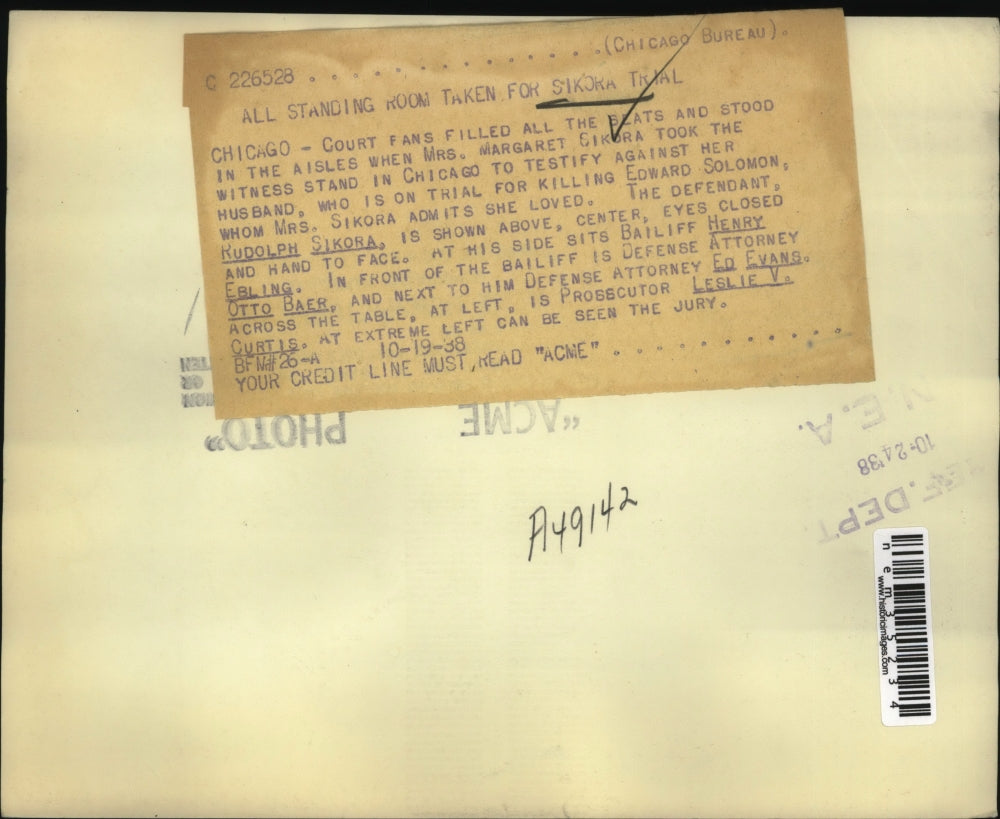 C 226528 . . . . . . . . . . . . . .(CHICAGO BUREAU).
ALL STANDING ROOM TAKEN FOR SIKORA TRIAL
CHICAGO - COURT FANS FILLED ALL THE SEATS AND STOOD
IN THE AISLES WHEN MRS. MARGARET SIKORA TOOK THE
WITNESS STAND IN CHICAGO TO TESTIFY AGAINST HER
HUSBAND, WHO IS ON TRIAL FOR KILLING EDWARD SOLOMON,
WHOM MRS. SIKORA ADMITS SHE LOVED. THE DEFENDANT,
RUDOLPH SIKORA, IS SHOWN ABOVE, CENTER, EYES CLOSED
AND HAND TO FACE. AT HIS SIDE SITS BAILIFF HENRY
EBLING. IN FRONT OF THE BAILIFF IS DEFENSE ATTORNEY
OTTO BAER, AND NEXT TO HIM DEFENSE ATTORNEY ED EVANS.
ACROSS THE TABLE, AT LEFT, IS PROSSCUTOR LESLIE V.
CURTIS. AT EXTREME LEFT CAN BE SEEN THE JURY.
BFM#26-A 10-19-38
YOUR CREDIT LINE MUST READ "ACME" . . . . . . . . . . .
"ACME
PHOTO"
N.E.A.
10-24'38
REF. DEPT.
A49142
nem35234
www.historicimages.com